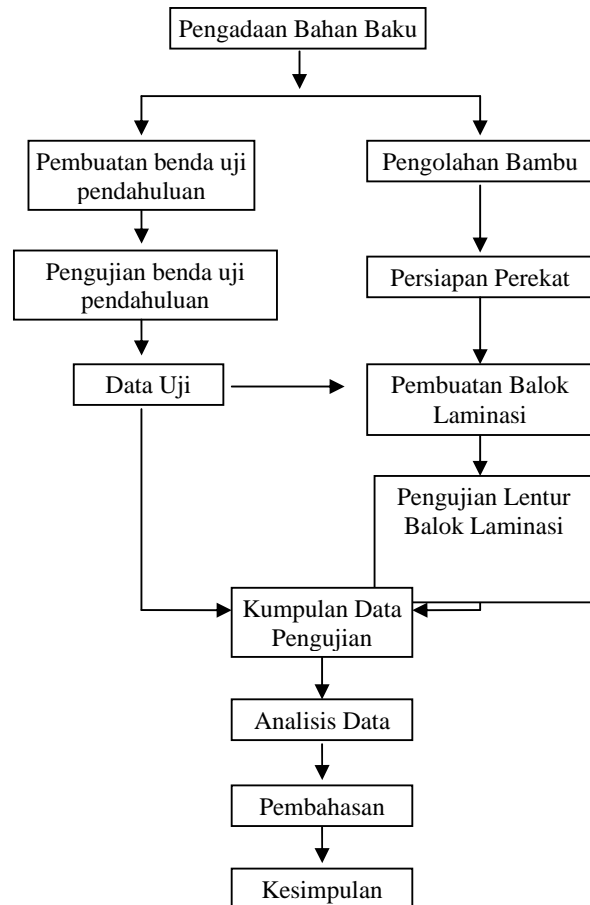 Pengadaan Bahan Baku
Pembuatan benda uji
pendahuluan
Pengolahan Bambu
Pengujian benda uji
pendahuluan
Persiapan Perekat
Data Uji
Pembuatan Balok
Laminasi
Pengujian Lentur
Balok Laminasi
Kumpulan Data
Pengujian
Analisis Data
Pembahasan
Kesimpulan